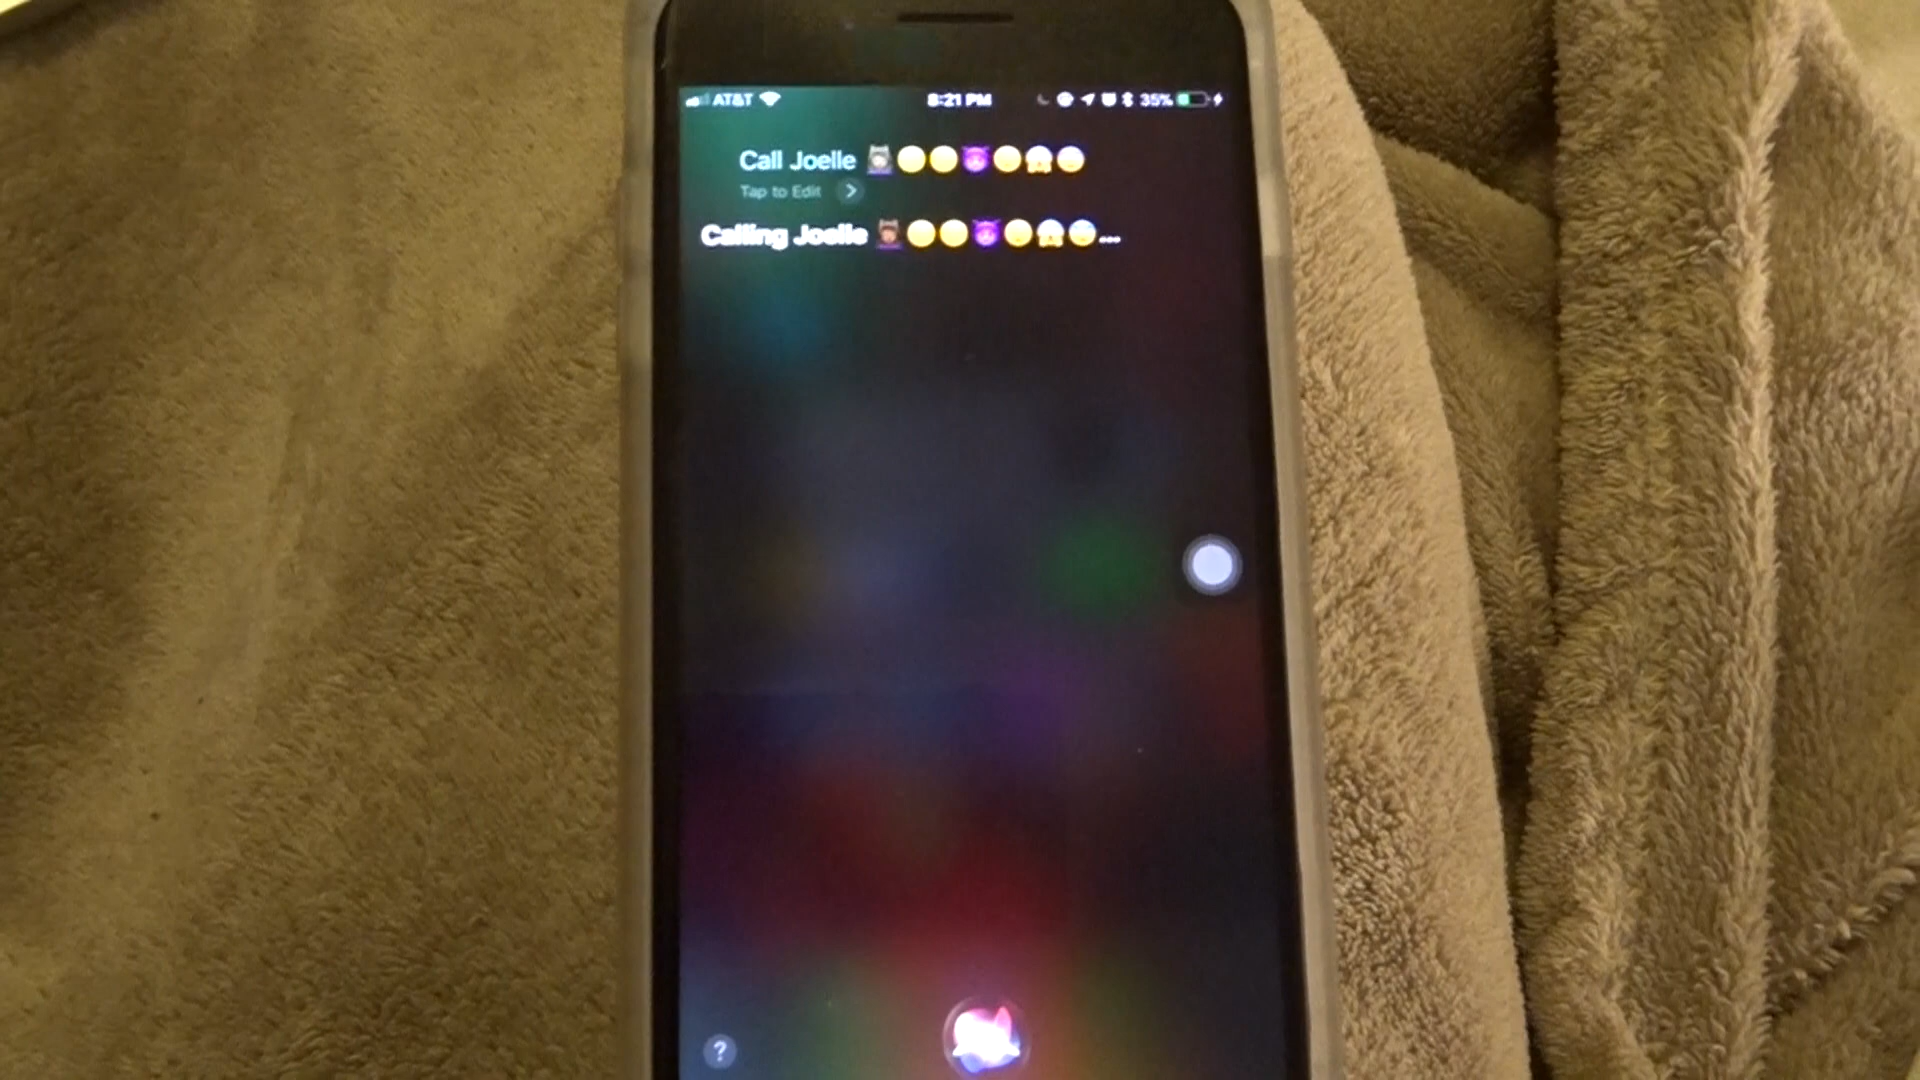 AT&T 8:21 PM 35%
Call Joelle
Tap to Edit
Calling Joelle ...
?